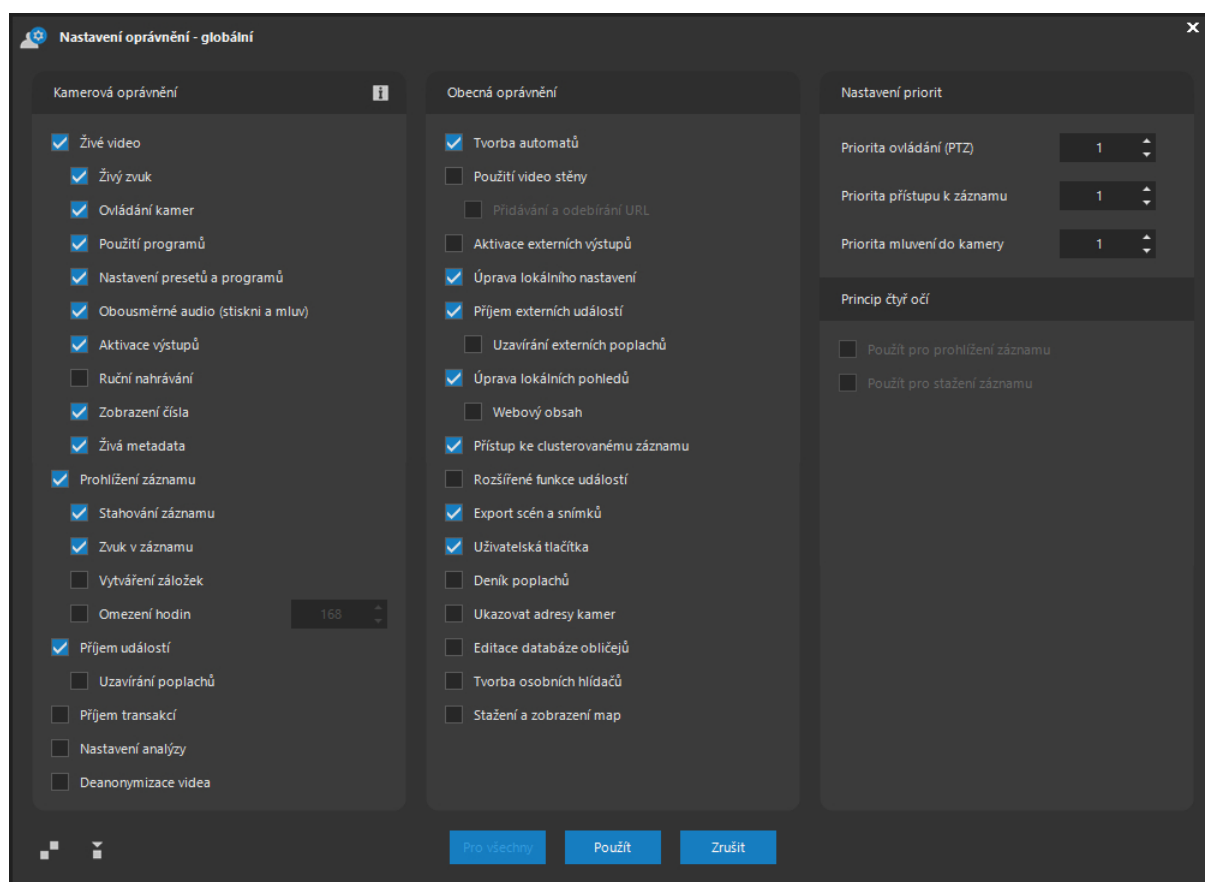 Nastavení oprávnění - globální
Kamerová oprávnění
Živé video
Živý zvuk
Ovládání kamer
Použití programů
Nastavení presetů a programů
Obousměrné audio (stiskni a mluv)
Aktivace výstupů
Ruční nahrávání
Zobrazení čísla
Živá metadata
Prohlížení záznamu
Stahování záznamu
Zvuk v záznamu
Vytváření záložek
Omezení hodin 168
Příjem událostí
Uzavírání poplachů
Příjem transakcí
Nastavení analýzy
Deanonymizace videa
Obecná oprávnění
Tvorba automatů
Použití video stěny
Přidávání a odebírání URL
Aktivace externích výstupů
Úprava lokálního nastavení
Příjem externích událostí
Uzavírání externích poplachů
Úprava lokálních pohledů
Webový obsah
Přístup ke clusterovanému záznamu
Rozšířené funkce událostí
Export scén a snímků
Uživatelská tlačítka
Deník poplachů
Ukazovat adresy kamer
Editace databáze obličejů
Tvorba osobních hlídačů
Stažení a zobrazení map
Nastavení priorit
Priorita ovládání (PTZ) 1
Priorita přístupu k záznamu 1
Priorita mluvení do kamery 1
Princip čtyř očí
Použít pro prohlížení záznamu
Použít pro stažení záznamu
Pro všechny Použít Zrušit